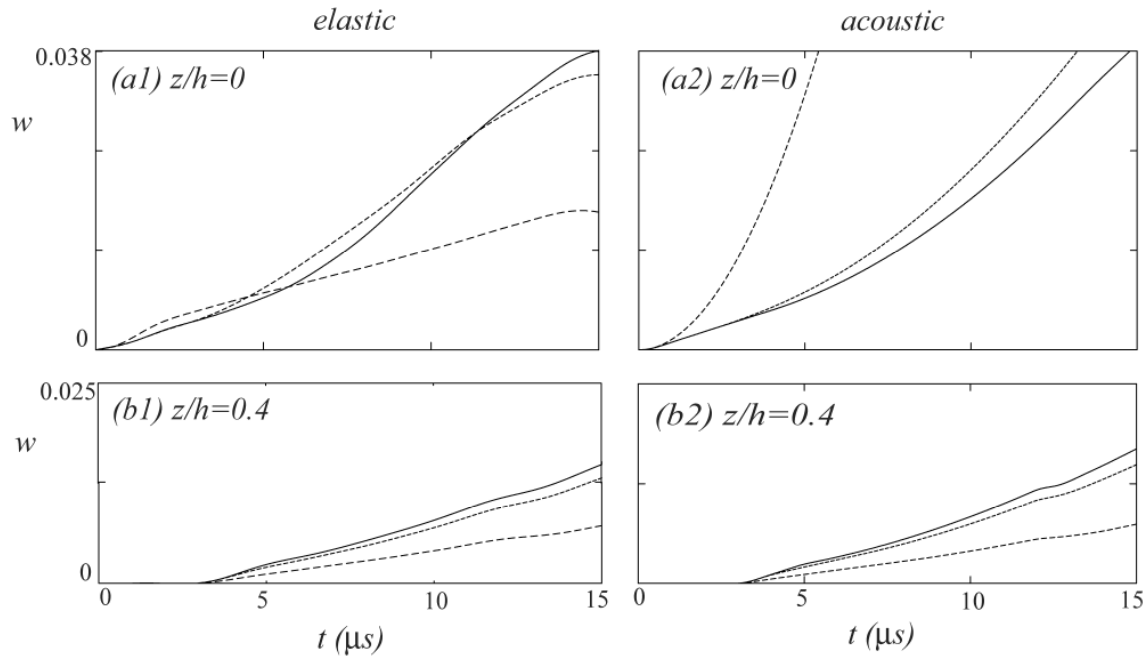 elastic
acoustic
0.038
(a1) z/h=0
(a2) z/h=0
w
0
0.025
(b1) z/h=0.4
(b2) z/h=0.4
w
0
0
5
10
15
0
5
10
15
t (μs)
t (μs)